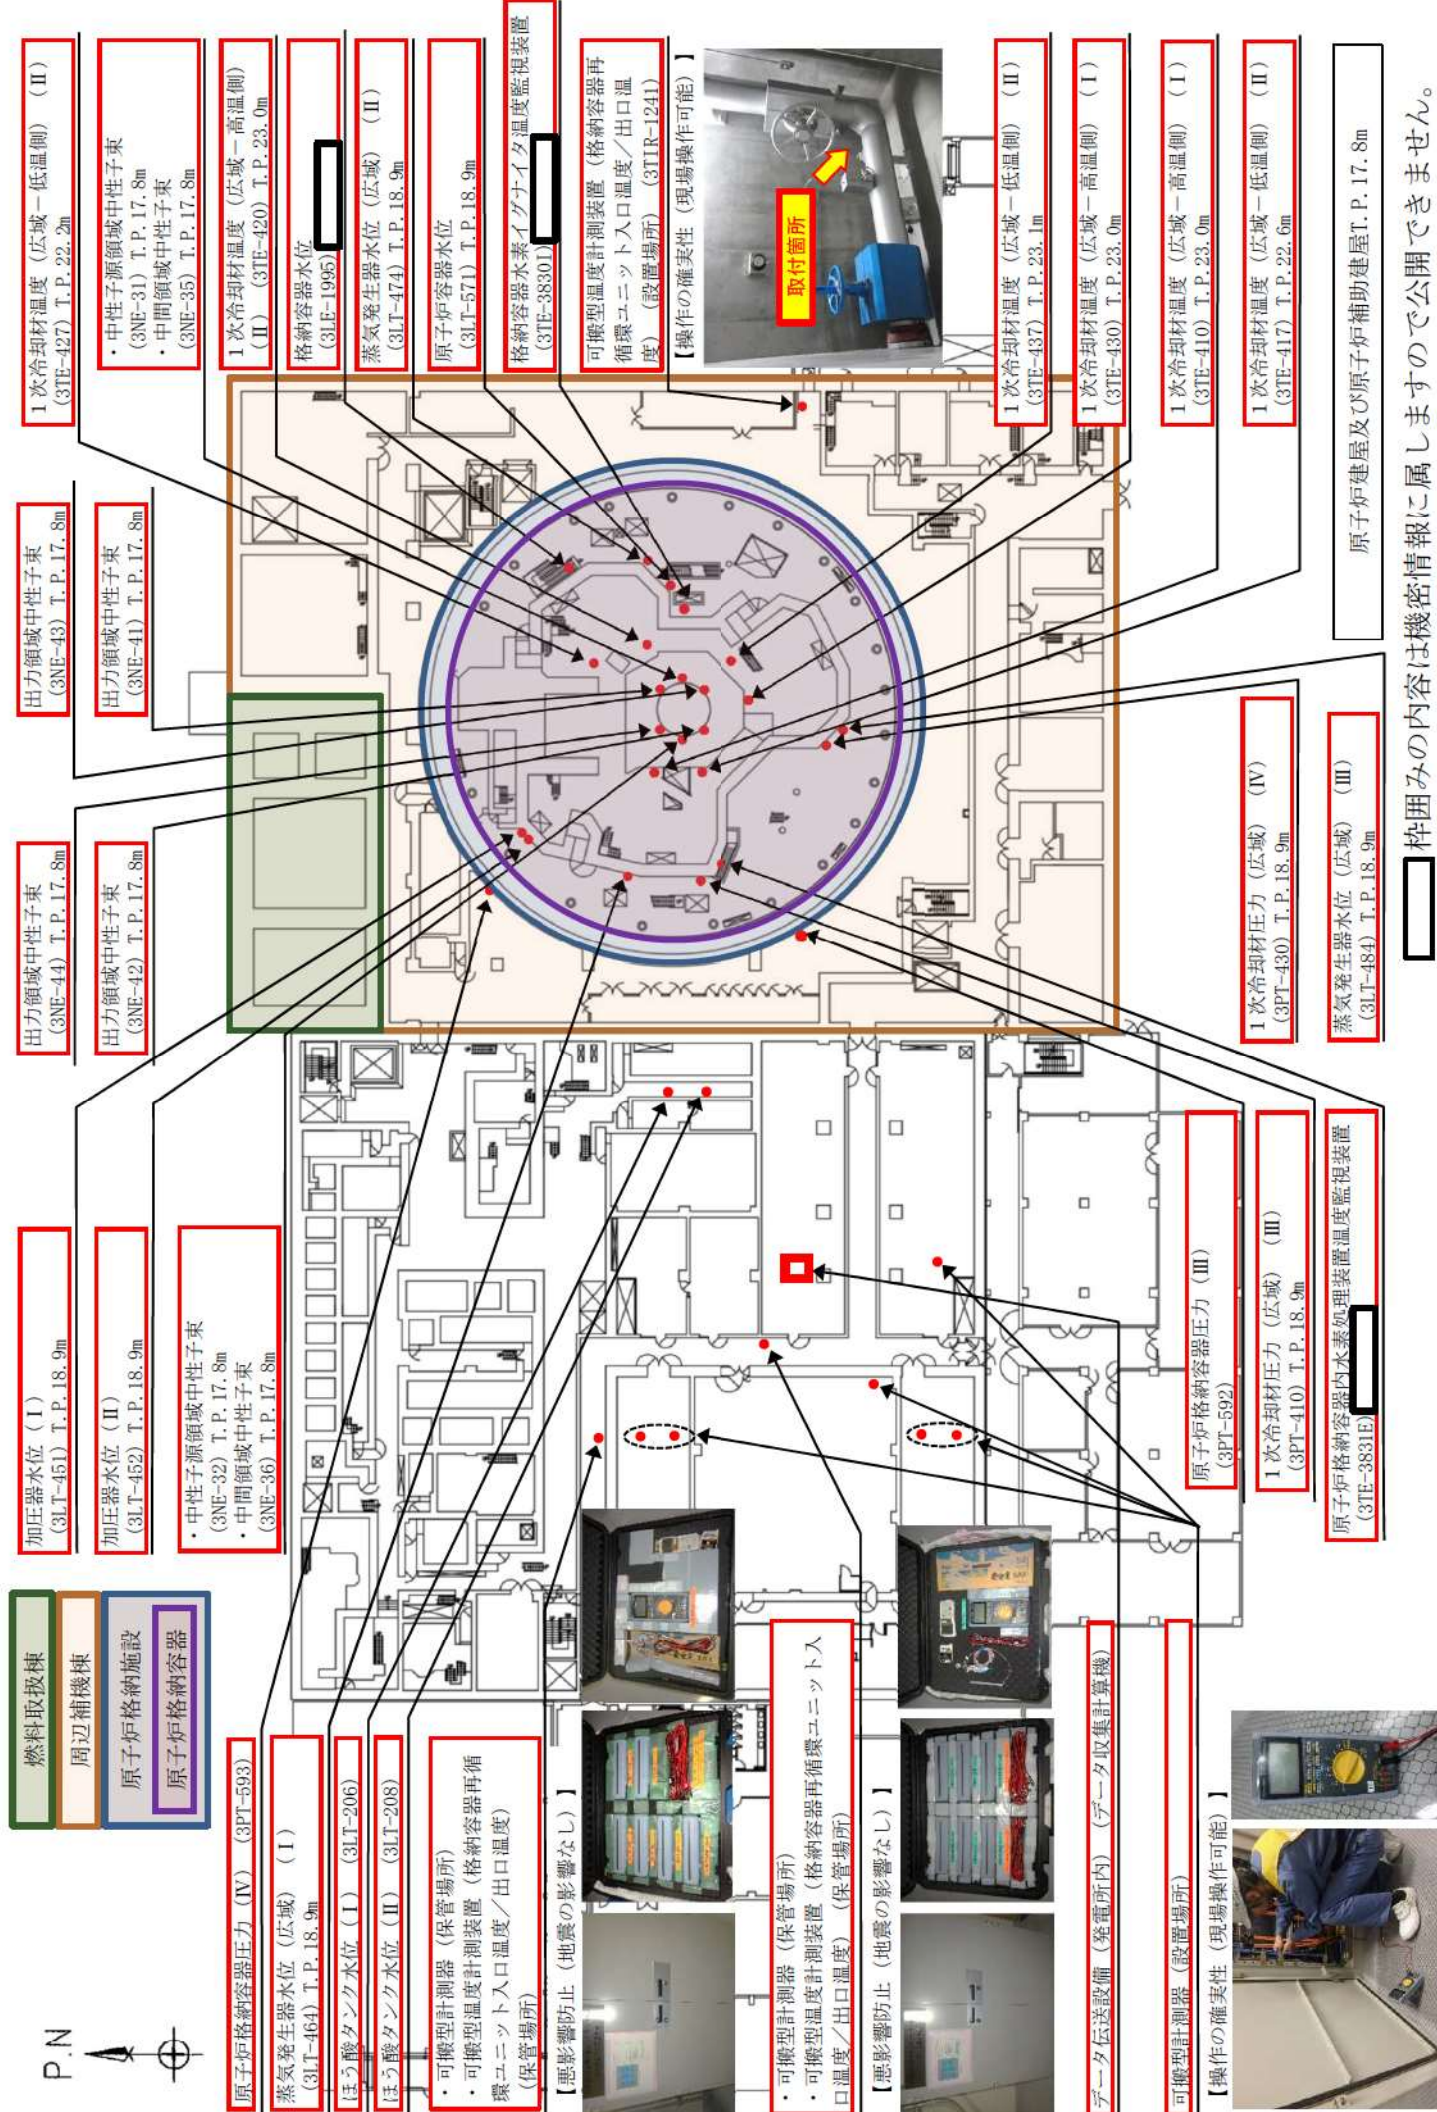 P.N
燃料取扱棟
周辺補機棟
原子炉格納施設
原子炉格納容器
加圧器水位（Ⅰ）
(3LT-451) T.P.18.9m
加圧器水位（Ⅱ）
(3LT-452) T.P.18.9m
・中性子源領域中性子束
(3NE-32) T.P.17.8m
・中間領域中性子束
(3NE-36) T.P.17.8m
出力領域中性子束
(3NE-44) T.P.17.8m
出力領域中性子束
(3NE-42) T.P.17.8m
出力領域中性子束
(3NE-43) T.P.17.8m
出力領域中性子束
(3NE-41) T.P.17.8m
1次冷却材温度（広域－低温側）（Ⅱ）
(3TE-427) T.P.22.2m
・中性子源領域中性子束
(3NE-31) T.P.17.8m
・中間領域中性子束
(3NE-35) T.P.17.8m
1次冷却材温度（広域－高温側）
（Ⅱ）(3TE-420) T.P.23.0m
格納容器水位
(3LE-1995)
蒸気発生器水位（広域）（Ⅱ）
(3LT-474) T.P.18.9m
原子炉容器水位
(3LT-571) T.P.18.9m
格納容器水素イグナイタ温度監視装置
(3TE-3830I)
可搬型温度計測装置（格納容器再
循環ユニット入口温度／出口温
度）（設置場所）(3TIR-1241)
【操作の確実性（現場操作可能）】
取付箇所
1次冷却材温度（広域－低温側）（Ⅱ）
(3TE-437) T.P.23.1m
1次冷却材温度（広域－高温側）（Ⅰ）
(3TE-430) T.P.23.0m
1次冷却材温度（広域－高温側）（Ⅰ）
(3TE-410) T.P.23.0m
1次冷却材温度（広域－低温側）（Ⅱ）
(3TE-417) T.P.22.6m
原子炉格納容器圧力（Ⅳ）(3PT-593)
蒸気発生器水位（広域）（Ⅰ）
(3LT-464) T.P.18.9m
ほう酸タンク水位（Ⅰ）(3LT-206)
ほう酸タンク水位（Ⅱ）(3LT-208)
・可搬型計測器（保管場所）
・可搬型温度計測装置（格納容器再循
環ユニット入口温度／出口温度）
（保管場所）
【悪影響防止（地震の影響なし）】
・可搬型計測器（保管場所）
・可搬型温度計測装置（格納容器再循環ユニット入
口温度／出口温度）（保管場所）
【悪影響防止（地震の影響なし）】
データ伝送設備（発電所内）（データ収集計算機）
可搬型計測器（設置場所）
【操作の確実性（現場操作可能）】
原子炉格納容器圧力（Ⅲ）
(3PT-592)
1次冷却材圧力（広域）（Ⅲ）
(3PT-410) T.P.18.9m
原子炉格納容器内水素処理装置温度監視装置
(3TE-3831E)
1次冷却材圧力（広域）（Ⅳ）
(3PT-430) T.P.18.9m
蒸気発生器水位（広域）（Ⅲ）
(3LT-484) T.P.18.9m
原子炉建屋及び原子炉補助建屋T.P.17.8m
枠囲みの内容は機密情報に属しますので公開できません。